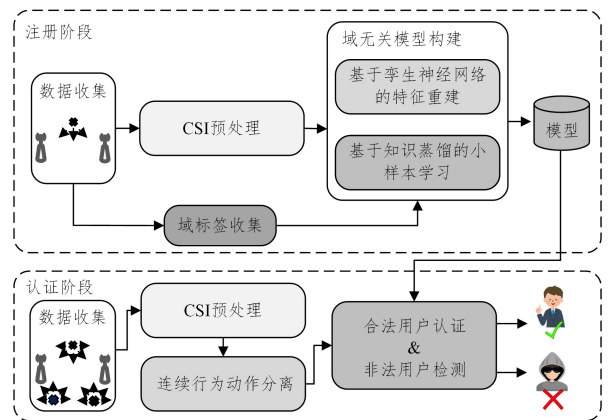 注册阶段
数据收集
CSI预处理
域标签收集
域无关模型构建
基于孪生神经网络
的特征重建
基于知识蒸馏的小
样本学习
模型
认证阶段
数据收集
CSI预处理
连续行为动作分离
合法用户认证
&
非法用户检测